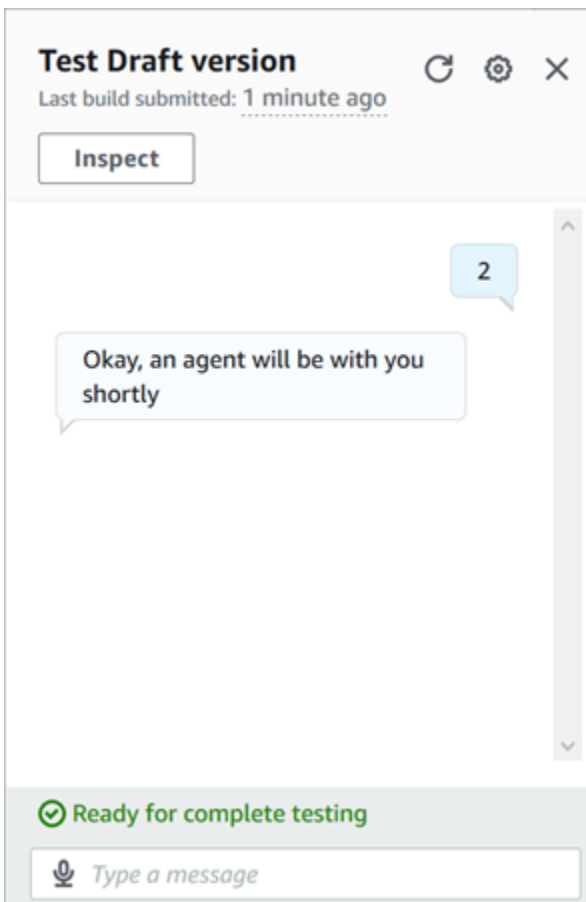 Test Draft version
Last build submitted: 1 minute ago
Inspect
2
Okay, an agent will be with you
shortly
Ready for complete testing
Type a message